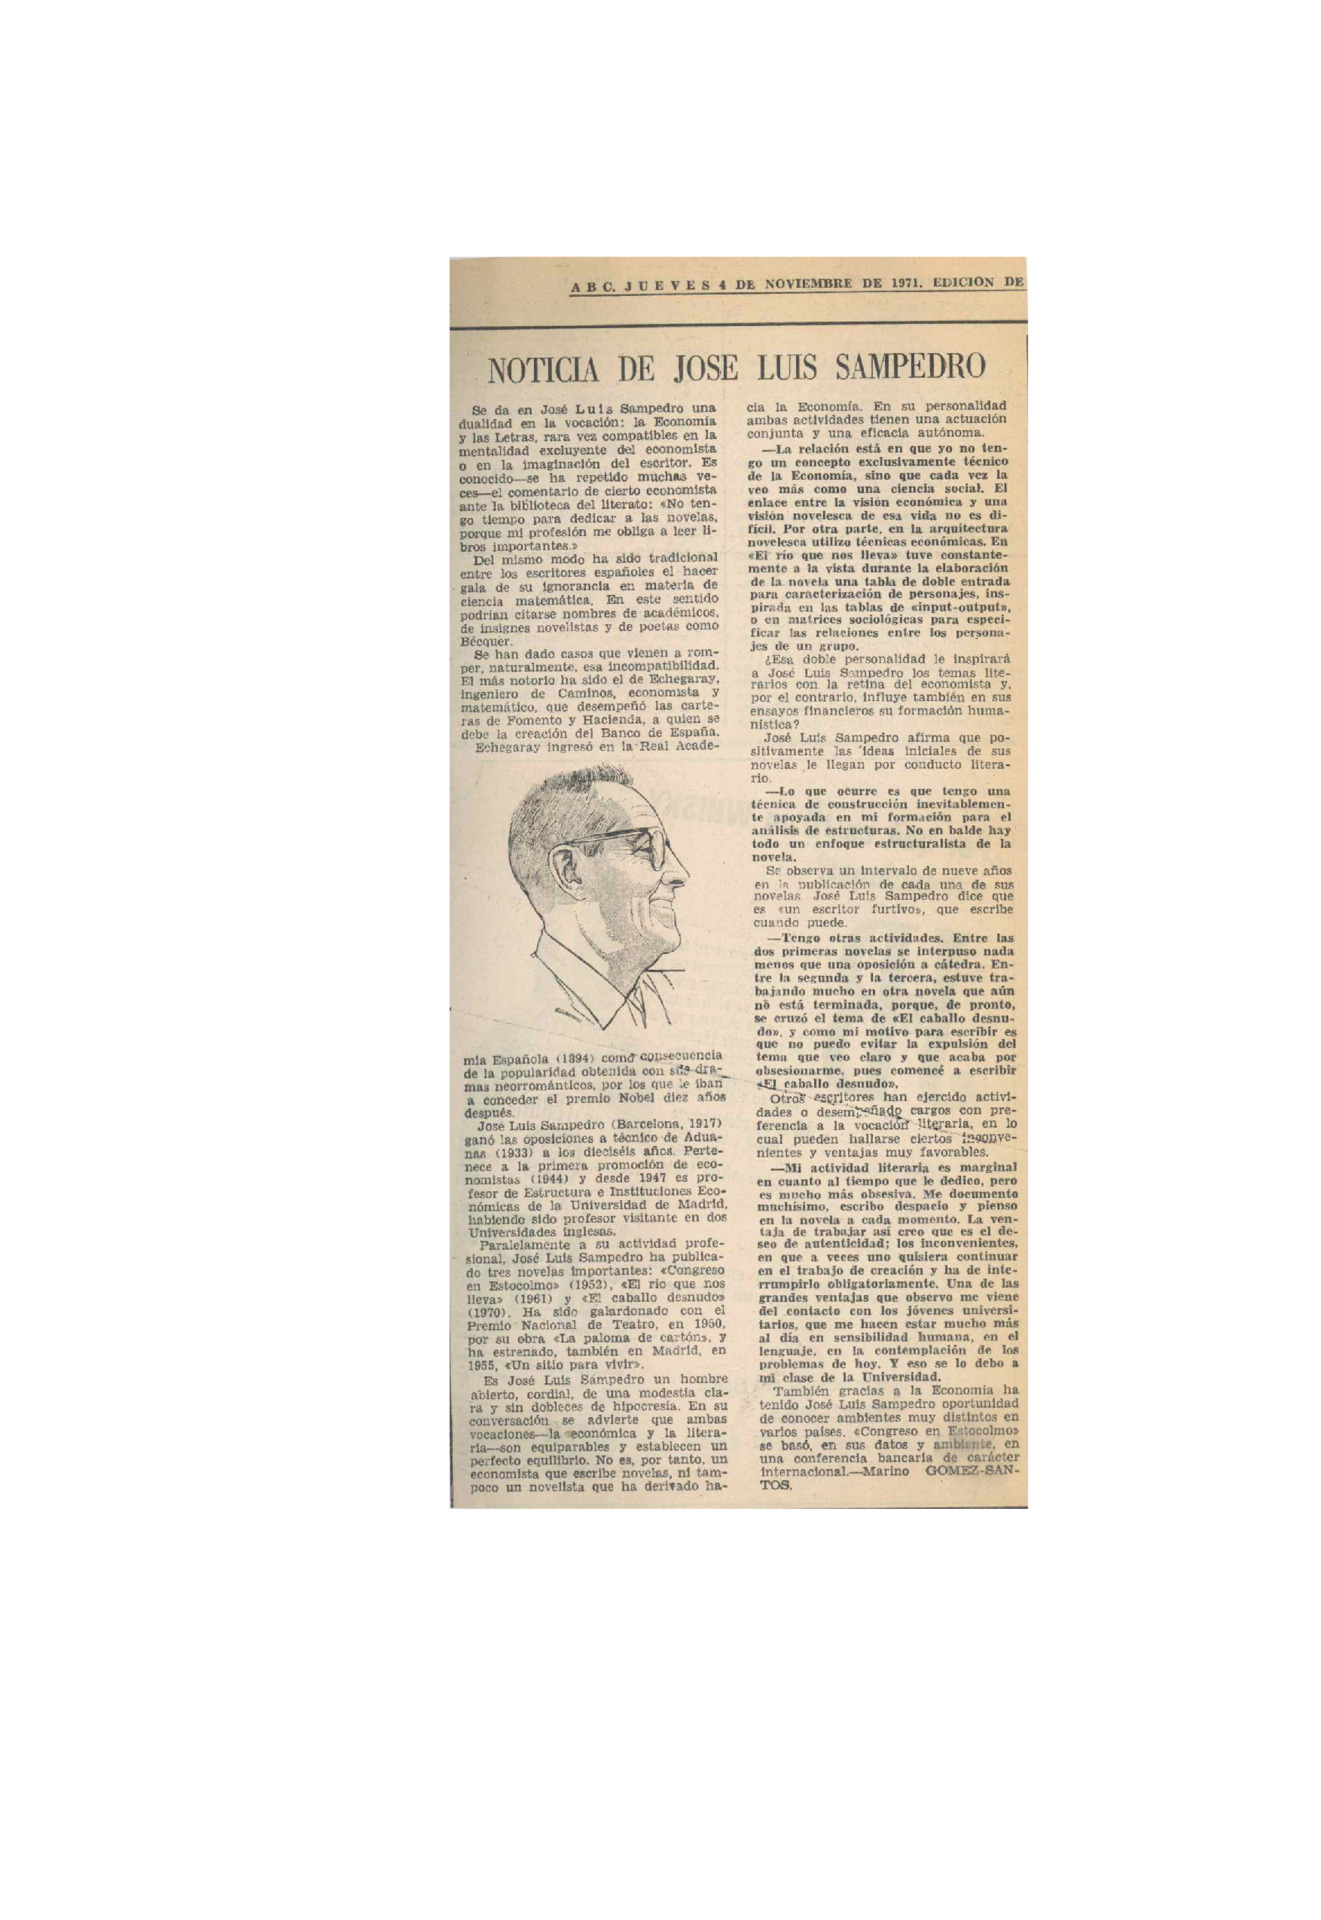 ABC. JUEVES 4 DE NOVIEMBRE DE 1971. EDICION DE
NOTICIA DE JOSE LUIS SAMPEDRO
Se da en José Luis Sampedro una
dualidad en la vocación: la Economía
y las Letras, rara vez compatibles en la
mentalidad excluyente del economista
o en la imaginación del escritor. Es
conocido—se ha repetido muchas ve-
ces—el comentario de cierto economista
ante la biblioteca del literato: «No ten-
go tiempo para dedicar a las novelas,
porque mi profesión me obliga a leer li-
bros importantes.»
Del mismo modo ha sido tradicional
entre los escritores españoles el hacer
gala de su ignorancia en materia de
ciencia matemática. En este sentido
podrían citarse nombres de académicos,
de insignes novelistas y de poetas como
Bécquer.
Se han dado casos que vienen a rom-
per, naturalmente, esa incompatibilidad.
El más notorio ha sido el de Echegaray,
ingeniero de Caminos, economista y
matemático, que desempeñó las carte-
ras de Fomento y Hacienda, a quien se
debe la creación del Banco de España.
Echegaray ingresó en la Real Acade-
mia Española (1894) como consecuencia
de la popularidad obtenida con sus dra-
mas neorrománticos, por los que le iban
a conceder el premio Nobel diez años
después.
José Luis Sampedro (Barcelona, 1917)
ganó las oposiciones a técnico de Adua-
nas (1933) a los dieciséis años. Perte-
nece a la primera promoción de eco-
nomistas (1944) y desde 1947 es pro-
fesor de Estructura e Instituciones Eco-
nómicas de la Universidad de Madrid,
habiendo sido profesor visitante en dos
Universidades inglesas.
Paralelamente a su actividad profe-
sional, José Luis Sampedro ha publica-
do tres novelas importantes: «Congreso
en Estocolmo» (1952), «El río que nos
lleva» (1961) y «El caballo desnudo»
(1970). Ha sido galardonado con el
Premio Nacional de Teatro, en 1950,
por su obra «La paloma de cartón», y
ha estrenado, también en Madrid, en
1955, «Un sitio para vivir».
Es José Luis Sampedro un hombre
abierto, cordial, de una modestia cla-
ra y sin dobleces de hipocresía. En su
conversación se advierte que ambas
vocaciones—la económica y la litera-
ria—son equiparables y establecen un
perfecto equilibrio. No es, por tanto, un
economista que escribe novelas, ni tam-
poco un novelista que ha derivado ha-
cia la Economía. En su personalidad
ambas actividades tienen una actuación
conjunta y una eficacia autónoma.
—La relación está en que yo no ten-
go un concepto exclusivamente técnico
de la Economía, sino que cada vez la
veo más como una ciencia social. El
enlace entre la visión económica y una
visión novelesca de esa vida no es di-
fícil. Por otra parte, en la arquitectura
novelesca utilizo técnicas económicas. En
«El río que nos lleva» tuve constante-
mente a la vista durante la elaboración
de la novela una tabla de doble entrada
para caracterización de personajes, ins-
pirada en las tablas de «input-output»,
o en matrices sociológicas para especi-
ficar las relaciones entre los persona-
jes de un grupo.
¿Esa doble personalidad le inspirará
a José Luis Sampedro los temas lite-
rarios con la retina del economista y,
por el contrario, influye también en sus
ensayos financieros su formación huma-
nística?
José Luis Sampedro afirma que po-
sitivamente las ideas iniciales de sus
novelas le llegan por conducto litera-
rio.
—Lo que ocurre es que tengo una
técnica de construcción inevitablemen-
te apoyada en mi formación para el
análisis de estructuras. No en balde hay
todo un enfoque estructuralista de la
novela.
Se observa un intervalo de nueve años
en la publicación de cada una de sus
novelas José Luis Sampedro dice que
es «un escritor furtivo», que escribe
cuando puede.
—Tengo otras actividades. Entre las
dos primeras novelas se interpuso nada
menos que una oposición a cátedra. En-
tre la segunda y la tercera, estuve tra-
bajando mucho en otra novela que aún
no está terminada, porque, de pronto,
se cruzó el tema de «El caballo desnu-
do», y como mi motivo para escribir es
que no puedo evitar la expulsión del
tema que veo claro y que acaba por
obsesionarme, pues comencé a escribir
«El caballo desnudo».
Otros escritores han ejercido activi-
dades o desempeñado cargos con pre-
ferencia a la vocación literaria, en lo
cual pueden hallarse ciertos inconve-
nientes y ventajas muy favorables.
—Mi actividad literaria es marginal
en cuanto al tiempo que le dedico, pero
es mucho más obsesiva. Me documento
muchísimo, escribo despacio y pienso
en la novela a cada momento. La ven-
taja de trabajar así creo que es el de-
seo de autenticidad; los inconvenientes,
en que a veces uno quisiera continuar
en el trabajo de creación y ha de inte-
rrumpirlo obligatoriamente. Una de las
grandes ventajas que observo me viene
del contacto con los jóvenes universi-
tarios, que me hacen estar mucho más
al día en sensibilidad humana, en el
lenguaje, en la contemplación de los
problemas de hoy. Y eso se lo debo a
mi clase de la Universidad.
También gracias a la Economía ha
tenido José Luis Sampedro oportunidad
de conocer ambientes muy distintos en
varios países. «Congreso en Estocolmo»
se basó, en sus datos y ambiente, en
una conferencia bancaria de carácter
internacional.—Marino GOMEZ-SAN-
TOS.